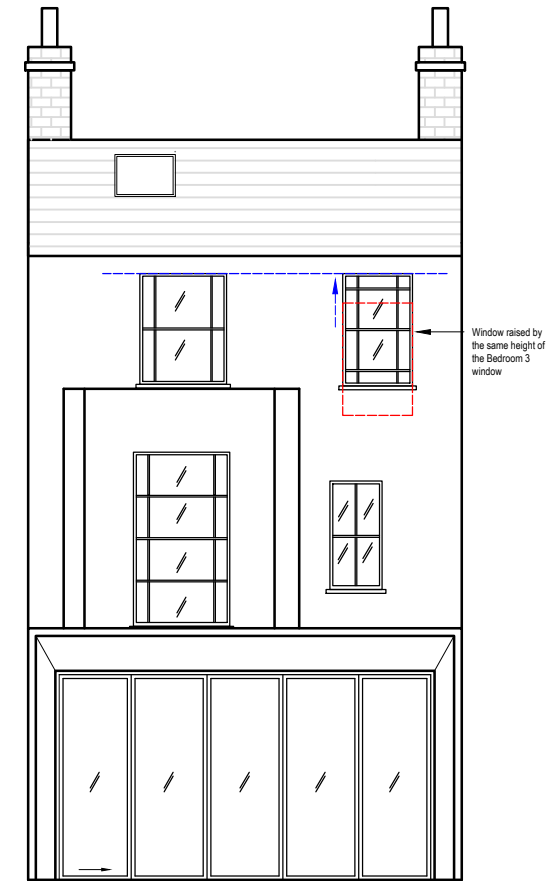 Window raised by
the same height of
the Bedroom 3
window